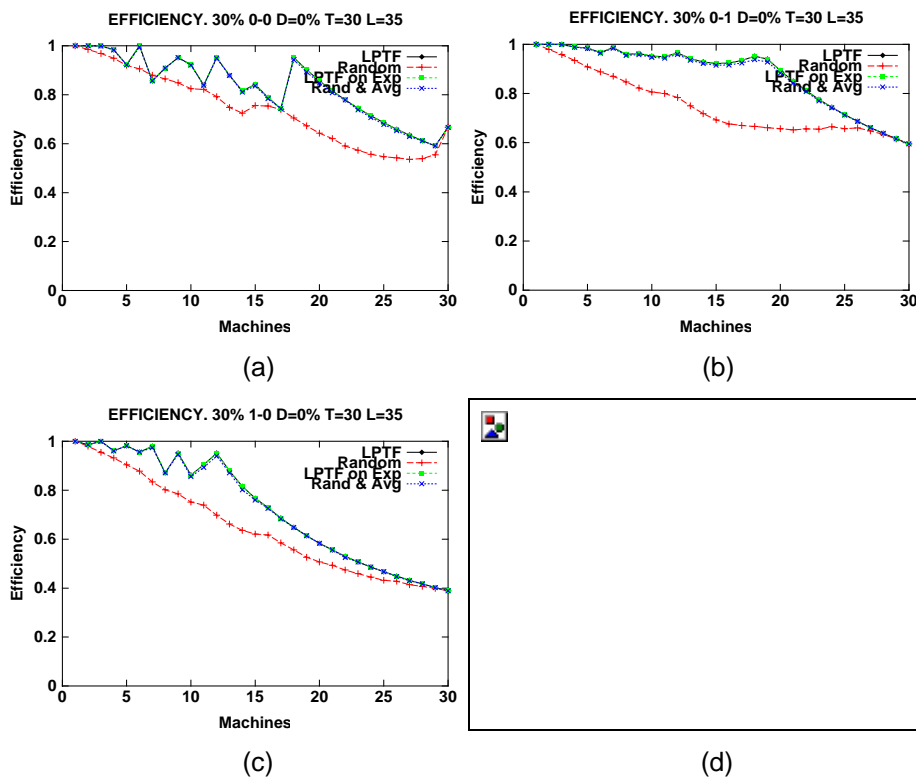 EFFICIENCY. 30% 0-0 D=0% T=30 L=35
1
0.8
0.6
0.4
0.2
0
Efficiency
LPTF
Random
LPTF on Exp
Rand & Avg
0 5 10 15 20 25 30
Machines
(a)
EFFICIENCY. 30% 0-1 D=0% T=30 L=35
1
0.8
0.6
0.4
0.2
0
Efficiency
LPTF
Random
LPTF on Exp
Rand & Avg
0 5 10 15 20 25 30
Machines
(b)
EFFICIENCY. 30% 1-0 D=0% T=30 L=35
1
0.8
0.6
0.4
0.2
0
Efficiency
LPTF
Random
LPTF on Exp
Rand & Avg
0 5 10 15 20 25 30
Machines
(c)
(d)